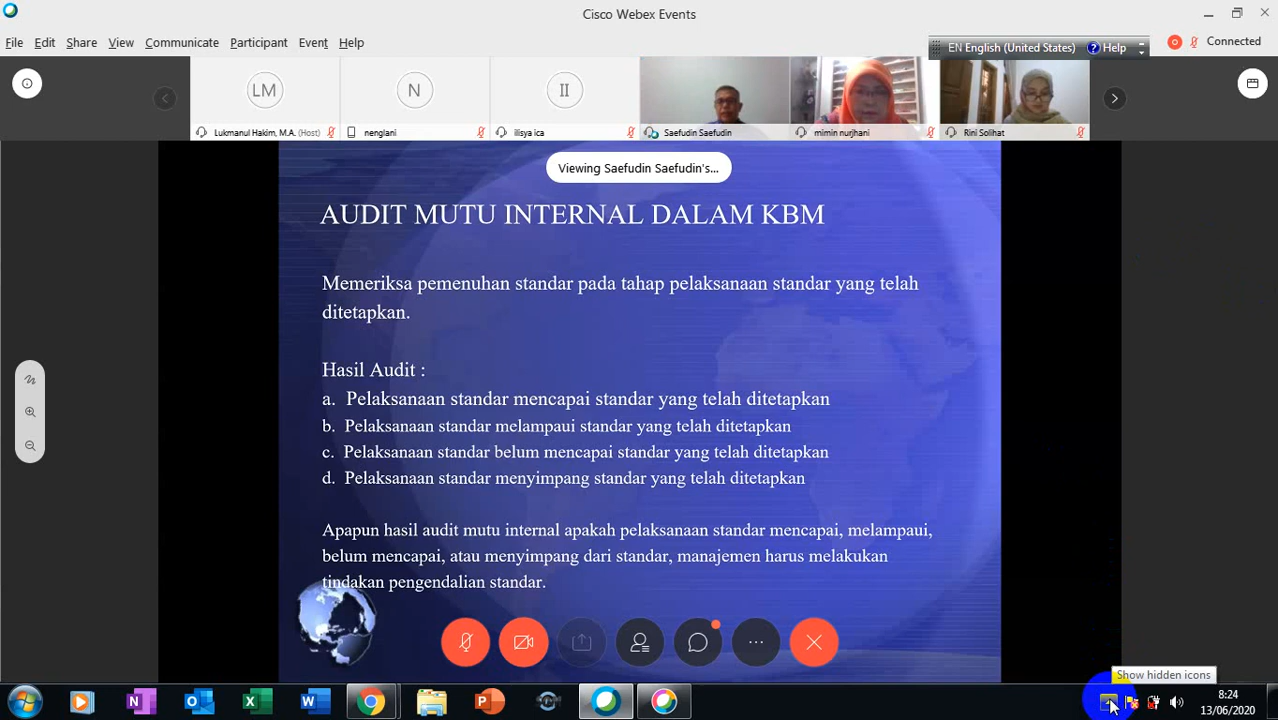 Cisco Webex Events
File Edit Share View Communicate Participant Event Help
EN English (United States) ? Help
Connected
LM
N
II
Lukmanul Hakim, M.A. (Host)
nenglani
ilisya ica
Saefudin Saefudin
mimin nurjhani
Rini Solihat
Viewing Saefudin Saefudin's...
AUDIT MUTU INTERNAL DALAM KBM
Memeriksa pemenuhan standar pada tahap pelaksanaan standar yang telah
ditetapkan.
Hasil Audit :
a. Pelaksanaan standar mencapai standar yang telah ditetapkan
b. Pelaksanaan standar melampaui standar yang telah ditetapkan
c. Pelaksanaan standar belum mencapai standar yang telah ditetapkan
d. Pelaksanaan standar menyimpang standar yang telah ditetapkan
Apapun hasil audit mutu internal apakah pelaksanaan standar mencapai, melampaui,
belum mencapai, atau menyimpang dari standar, manajemen harus melakukan
tindakan pengendalian standar.
Show hidden icons
8:24
13/06/2020